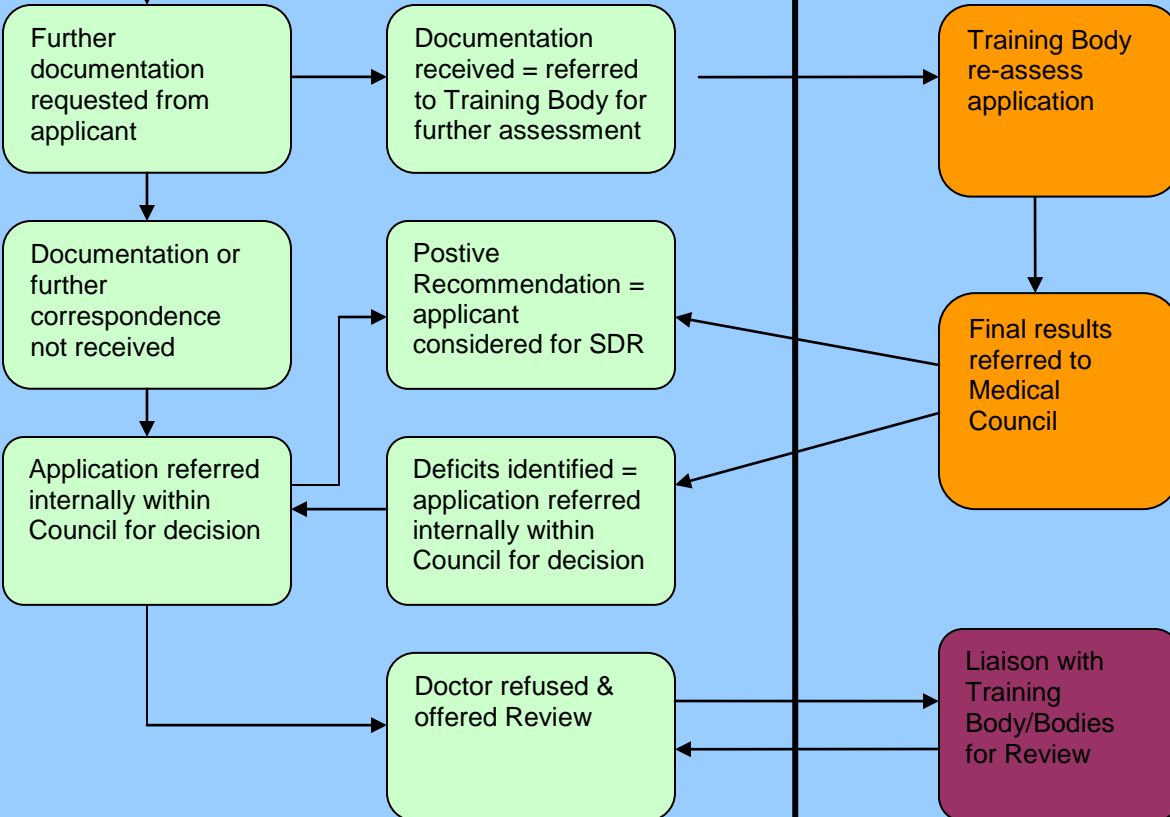 Further
documentation
requested from
applicant
Documentation
received = referred
to Training Body for
further assessment
Training Body
re-assess
application
Documentation or
further
correspondence
not received
Postive
Recommendation =
applicant
considered for SDR
Final results
referred to
Medical
Council
Application referred
internally within
Council for decision
Deficits identified =
application referred
internally within
Council for decision
Doctor refused &
offered Review
Liaison with
Training
Body/Bodies
for Review